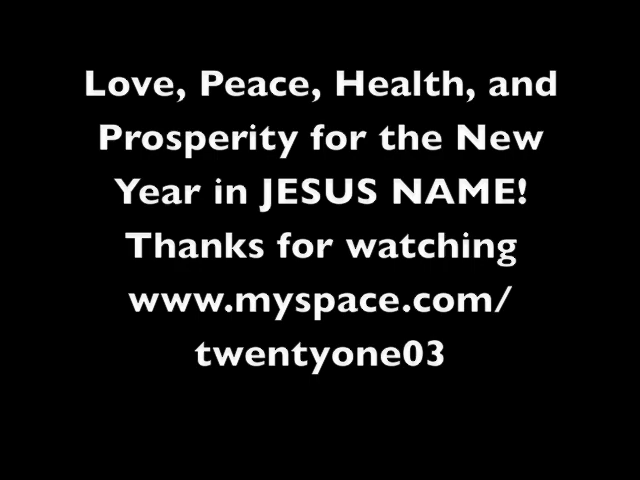 Love, Peace, Health, and
Prosperity for the New
Year in JESUS NAME!
Thanks for watching
www.myspace.com/
twentyone03